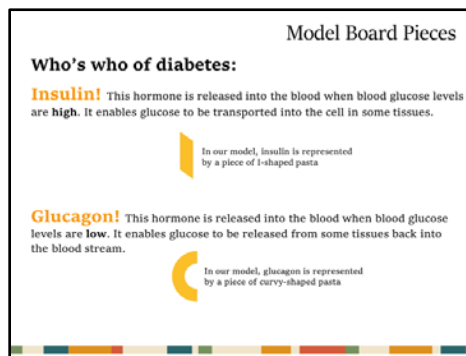 Model Board Pieces
Who's who of diabetes:
Insulin! This hormone is released into the blood when blood glucose levels
are high. It enables glucose to be transported into the cell in some tissues.
In our model, insulin is represented
by a piece of I-shaped pasta
Glucagon! This hormone is released into the blood when blood glucose
levels are low. It enables glucose to be released from some tissues back into
the blood stream.
In our model, glucagon is represented
by a piece of curvy-shaped pasta